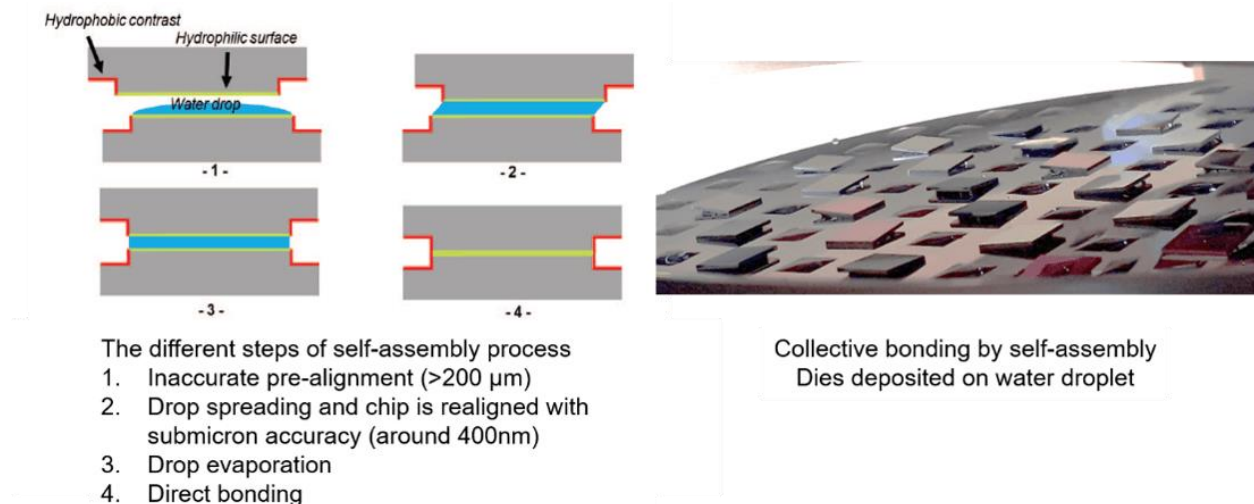 Hydrophobic contrast
Hydrophilic surface
Water drop
- 1 -
- 2 -
- 3 -
- 4 -
The different steps of self-assembly process
1. Inaccurate pre-alignment (>200 µm)
2. Drop spreading and chip is realigned with
submicron accuracy (around 400nm)
3. Drop evaporation
4. Direct bonding
Collective bonding by self-assembly
Dies deposited on water droplet